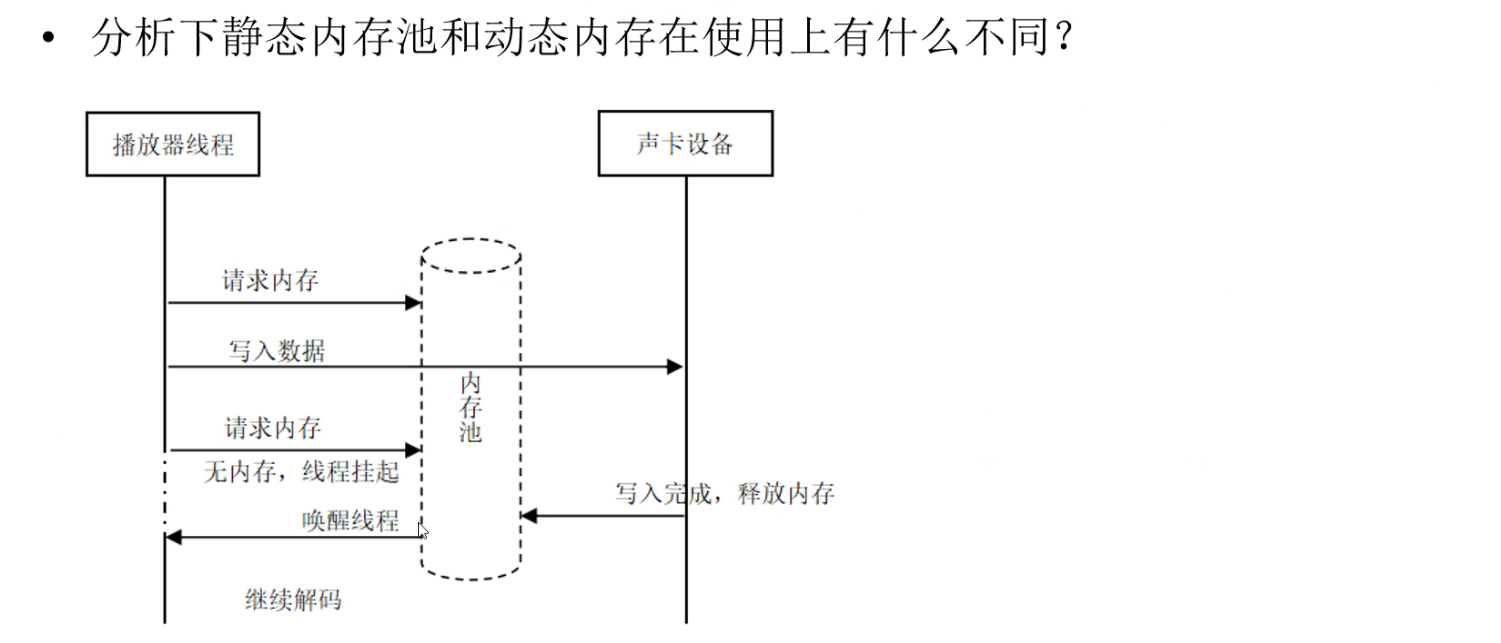 • 分析下静态内存池和动态内存在使用上有什么不同?
播放器线程
声卡设备
请求内存
写入数据
内存池
请求内存
无内存，线程挂起
写入完成，释放内存
唤醒线程
继续解码